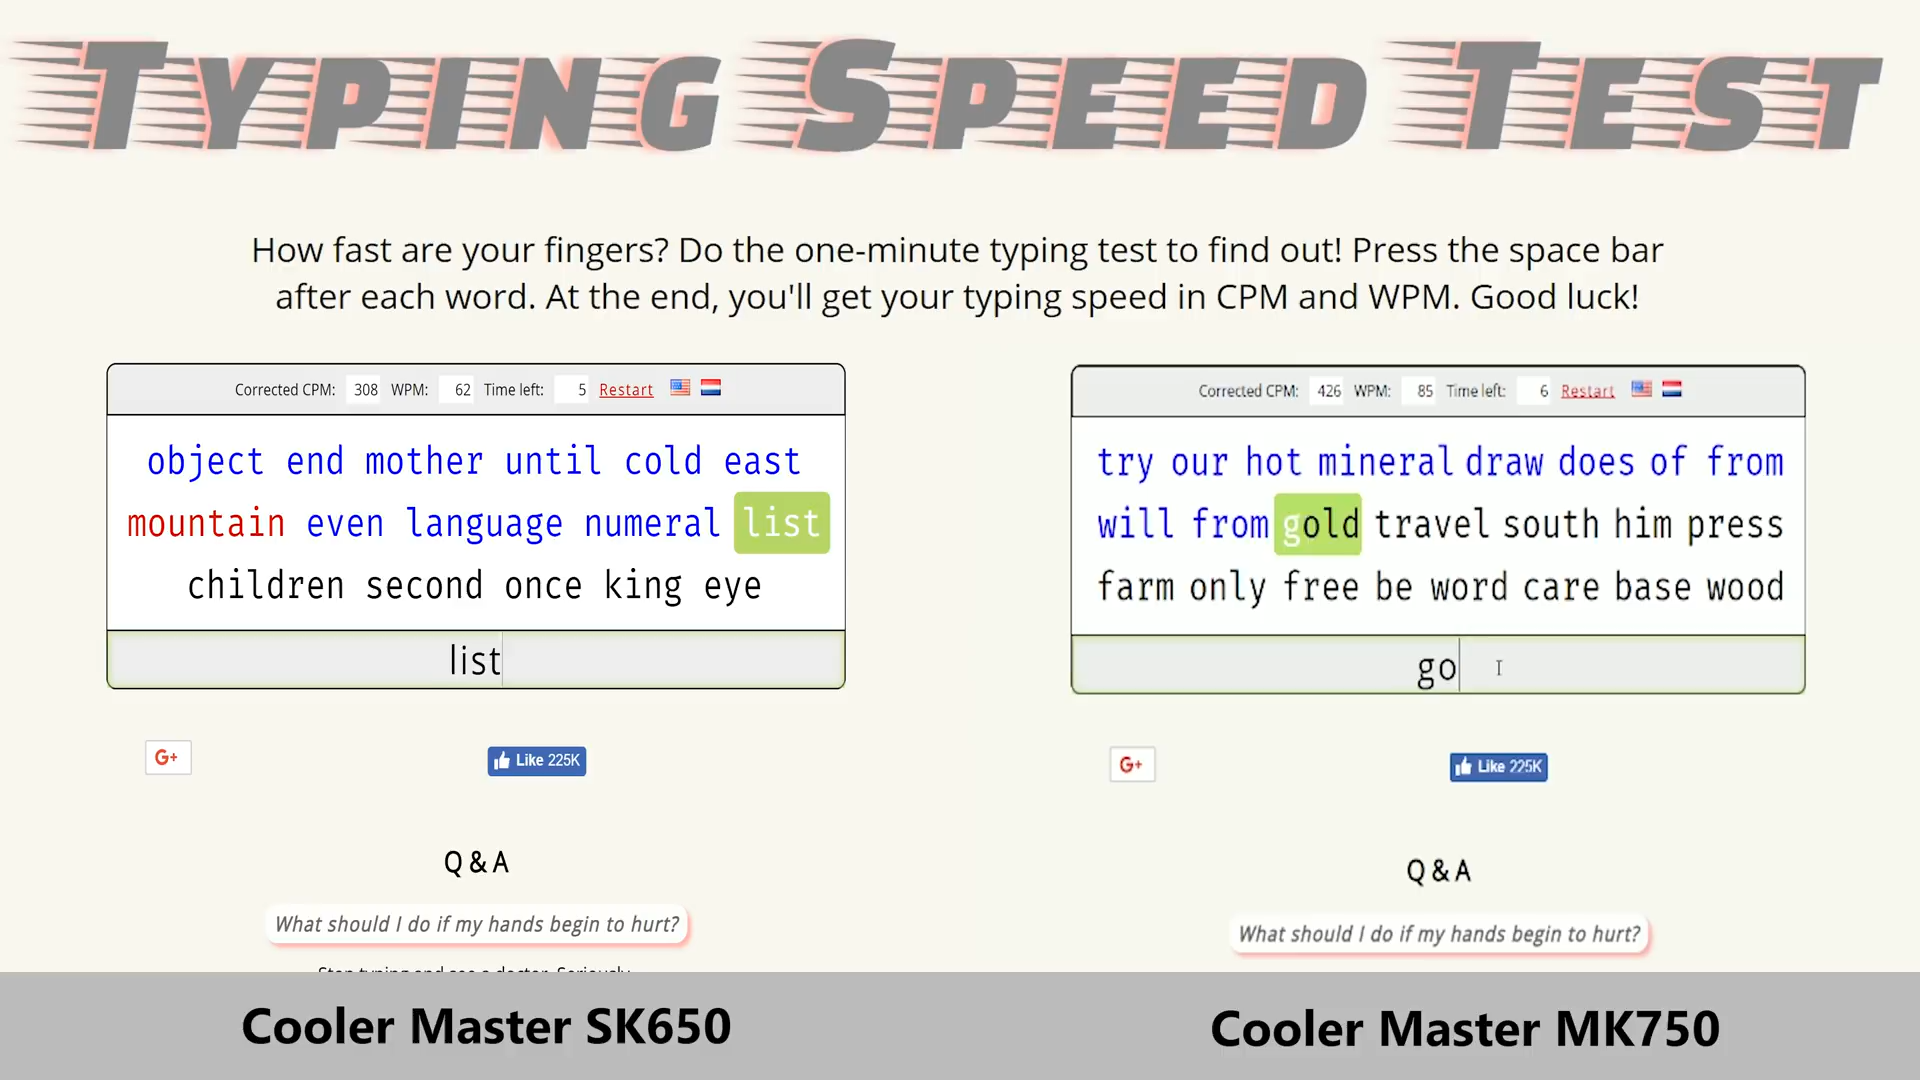 TYPING SPEED TEST
How fast are your fingers? Do the one-minute typing test to find out! Press the space bar
after each word. At the end, you'll get your typing speed in CPM and WPM. Good luck!
Corrected CPM: 308 WPM: 62 Time left: 5 Restart
object end mother until cold east
mountain even language numeral list
children second once king eye
list
G+
Like 225K
Q & A
What should I do if my hands begin to hurt?
Stop typing and see a doctor. Seriously.
Cooler Master SK650
Corrected CPM: 426 WPM: 85 Time left: 6 Restart
try our hot mineral draw does of from
will from gold travel south him press
farm only free be word care base wood
go
G+
Like 225K
Q & A
What should I do if my hands begin to hurt?
Cooler Master MK750